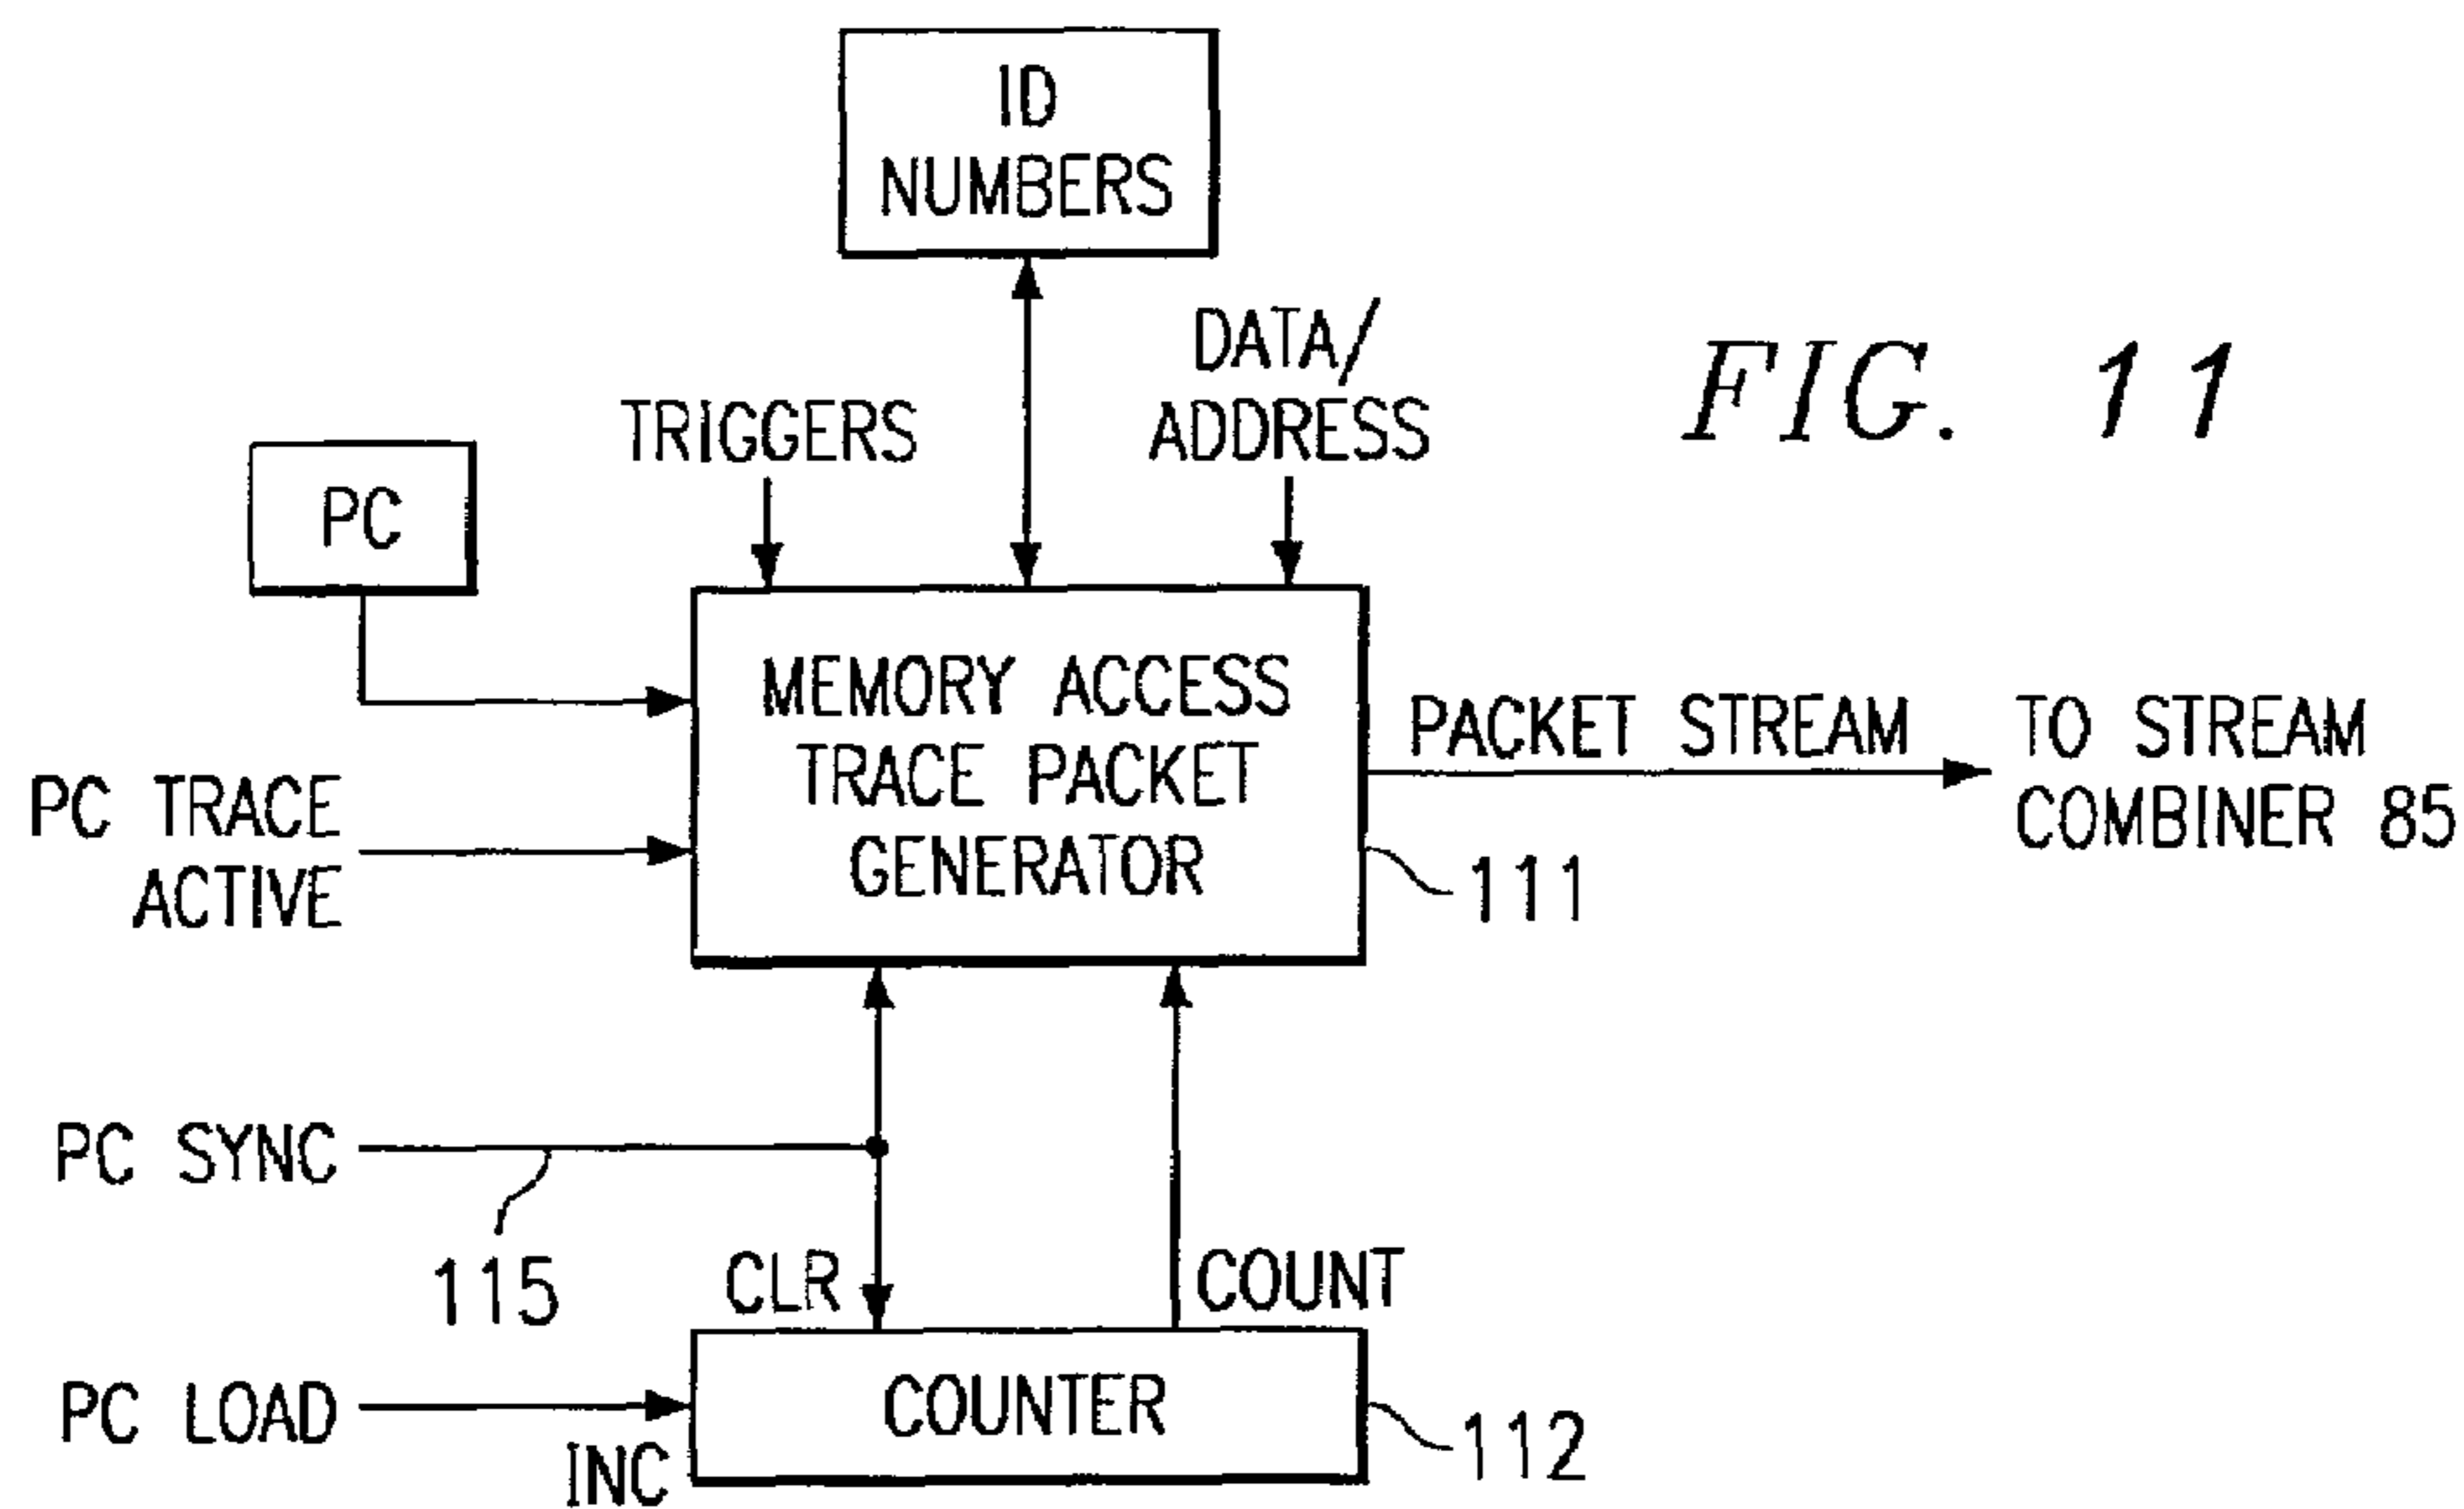 ID
NUMBERS
DATA/
ADDRESS
TRIGGERS
FIG. 11
PC
MEMORY ACCESS
TRACE PACKET
GENERATOR
PACKET STREAM
TO STREAM
COMBINER 85
PC TRACE
ACTIVE
111
PC SYNC
115
CLR
COUNT
PC LOAD
INC
COUNTER
112